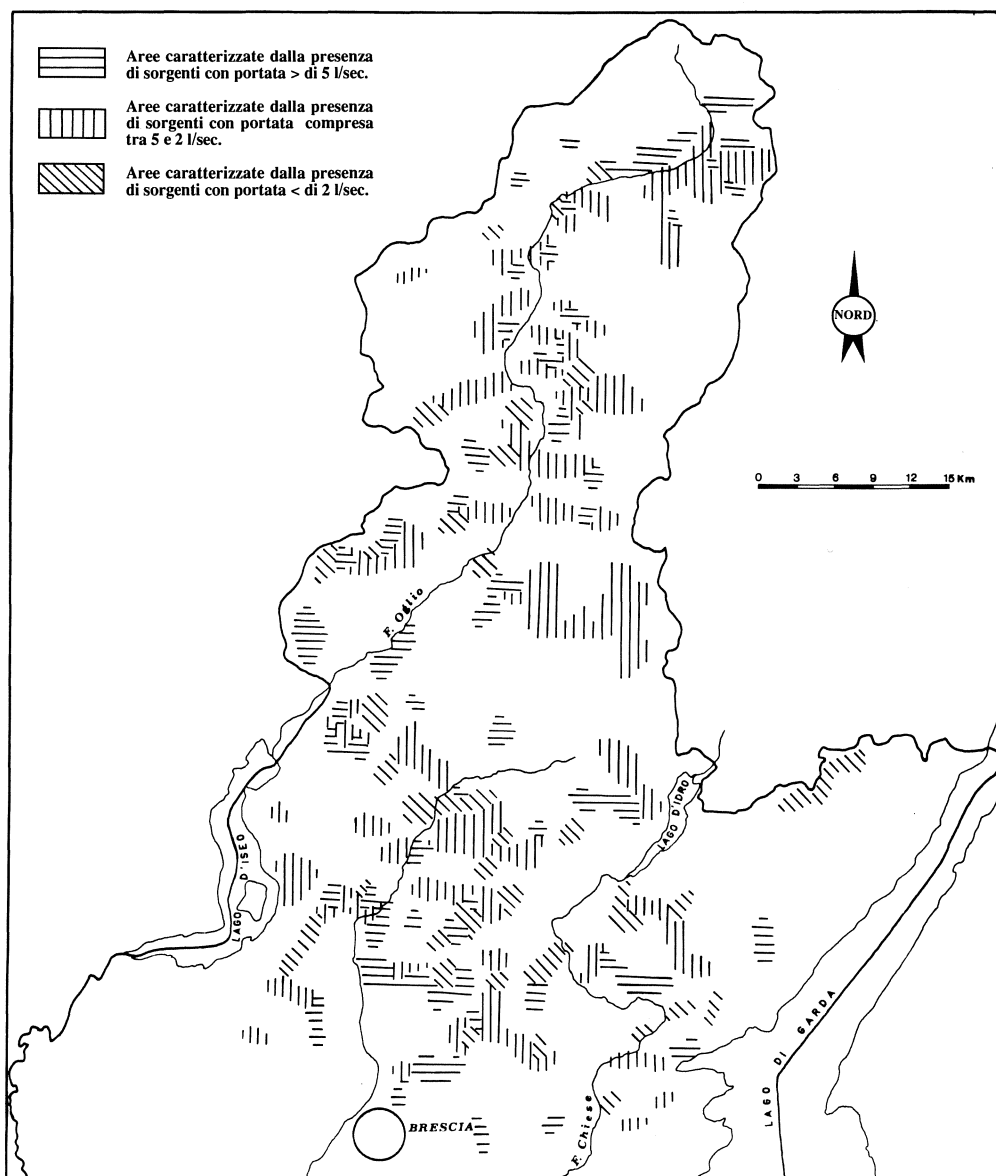 Aree caratterizzate dalla presenza
di sorgenti con portata > di 5 l/sec.
Aree caratterizzate dalla presenza
di sorgenti con portata compresa
tra 5 e 2 l/sec.
Aree caratterizzate dalla presenza
di sorgenti con portata < di 2 l/sec.
NORD
0 3 6 9 12 15 Km
F. Oglio
LAGO D'IDRO
LAGO D'ISEO
LAGO DI GARDA
BRESCIA
F. Chiese